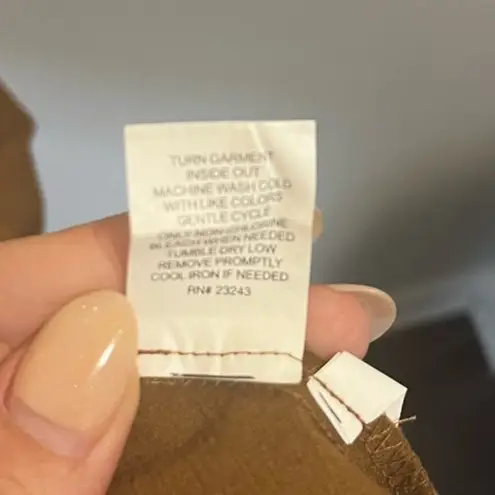 TURN GARMENT
INSIDE OUT
MACHINE WASH COLD
WITH LIKE COLORS
GENTLE CYCLE
ONLY NON-CHLORINE
BLEACH WHEN NEEDED
TUMBLE DRY LOW
REMOVE PROMPTLY
COOL IRON IF NEEDED
RN# 23243